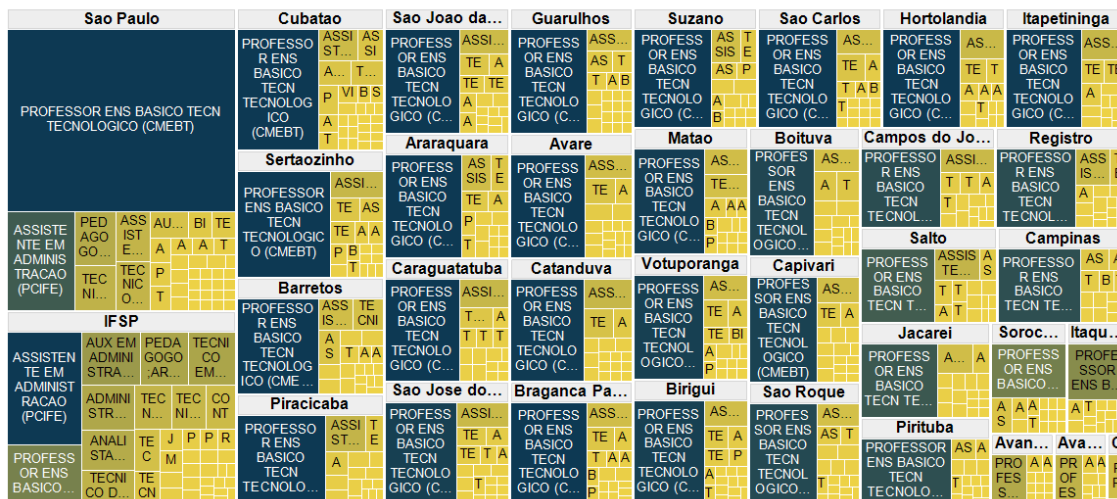 Sao Paulo
PROFESSOR ENS BASICO TECN
TECNOLOGICO (CMEBT)
ASSISTE
NTE EM
ADMINIS
TRACAO
(PCIFE)
PED
AGO
GO...
ASS
IST
E...
AU...
BI
TE
A
A
A
T
P
T
TEC
NI...
TEC
NICO
O...
IFSP
ASSISTEN
TE EM
ADMINIST
RACAO
(PCIFE)
PROFES
SOR ENS
BASICO...
AUX EM
ADMINI
STRA...
PEDA
GOGO
;AR...
TECNI
CO
EM...
ADMINI
STR...
TEC
N...
TEC
NI...
CO
NT
ANALI
STA...
TE
C
J
M
P
P
R
TECNI
CO D...
TE
CN
Cubatao
PROFESSO
R ENS
BASICO
TECN
TECNOLOG
ICO
(CMEBT)
ASSI
ST...
AS
SI
A...
T...
P
VI
B
S
A
T
Sertaozinho
PROFESSOR
ENS BASICO
TECN
TECNOLOGIC
O (CMEBT)
ASSI...
TE
AS
TE
A
A
P
B
T
Barretos
PROFESSO
R ENS
BASICO
TECN
TECNOLOG
ICO (CME...
ASS
IS...
TE
CNI
A
S
T
A
A
Piracicaba
PROFESSO
R ENS
BASICO
TECN
TECNOLO...
ASSI
ST...
T
E
A
Sao Joao da...
PROFESS
OR ENS
BASICO
TECN
TECNOLO
GICO (C...
ASSI...
TE
A
TE
TE
A
A
Araraquara
PROFESS
OR ENS
BASICO
TECN
TECNOLO
GICO (C...
AS
SIS
T
E
TE
A
P
T
Caraguatatuba
PROFESS
OR ENS
BASICO
TECN
TECNOLO
GICO (C...
ASSI...
T...
A
T
T
T
Sao Jose do...
PROFESS
OR ENS
BASICO
TECN
TECNOLO
GICO (C...
ASSI...
TE
A
TE
T
A
T
Guarulhos
PROFESS
OR ENS
BASICO
TECN
TECNOLO
GICO (C...
ASS...
AS
T
T
A
B
Avare
PROFESS
OR ENS
BASICO
TECN
TECNOLO
GICO (C...
ASS...
TE
A
Catanduva
PROFESS
OR ENS
BASICO
TECN
TECNOLO
GICO (C...
ASS...
TE
A
Braganca Pa...
PROFESS
OR ENS
BASICO
TECN
TECNOLO
GICO (C...
ASS...
TE
A
T
A
A
B
P
Suzano
PROFESS
OR ENS
BASICO
TECN
TECNOLO
GICO (C...
AS
SIS
T
E
AS
P
A
B
Matao
PROFESS
OR ENS
BASICO
TECN
TECNOLO
GICO (C...
AS...
TE...
A
AA
B
P
Votuporanga
PROFESS
OR ENS
BASICO
TECN
TECNOL
OGICO...
ASS...
TE
A
TE
BI
A
P
Birigui
PROFESS
OR ENS
BASICO
TECN
TECNOLO
GICO (C...
ASS...
TE
A
TE
P
A
T
Sao Carlos
PROFESS
OR ENS
BASICO
TECN
TECNOLO
GICO (C...
AS...
TE
A
T
A
B
T
Boituva
PROFES
SOR ENS
BASICO
TECN
TECNOL
OGICO...
AS...
A
T
Capivari
PROFES
SOR ENS
BASICO
TECNOL
OGICO
(CMEBT)
ASS...
TE
A
Sao Roque
PROFES
SOR ENS
BASICO
TECN
TECNOL
OGICO...
ASS...
AS
T
Hortolandia
PROFESS
OR ENS
BASICO
TECN
TECNOLO
GICO (C...
AS...
TE
T
A
A
A
T
Campos do Jo...
PROFESSO
R ENS
BASICO
TECN
TECNOL...
ASSI...
T
T
A
Salto
PROFESS
OR ENS
BASICO
TECN T...
ASSIS
TE...
A
S
T
T
A
T
Jacarei
PROFESS
OR ENS
BASICO
TECN TE...
A...
A
Pirituba
PROFESSOR
ENS BASICO
TECN
TECNOLO...
AS
A
A
Itapetininga
PROFESS
OR ENS
BASICO
TECN
TECNOLO
GICO (C...
ASS...
TE
TE
A
Registro
PROFESSO
R ENS
BASICO
TECN
TECNOL...
ASS
IS...
T
E
A
Campinas
PROFESSO
R ENS
BASICO
TECN TE...
AS
A
T
B
Soroc...
PROFESS
OR ENS
BASICO...
A
S
A
A
T
Itaqu...
PROFE
SSOR
ENS B...
A
T
Avan...
PRO
FES
S...
A
A
Ava...
PR
OF
ES
A
A